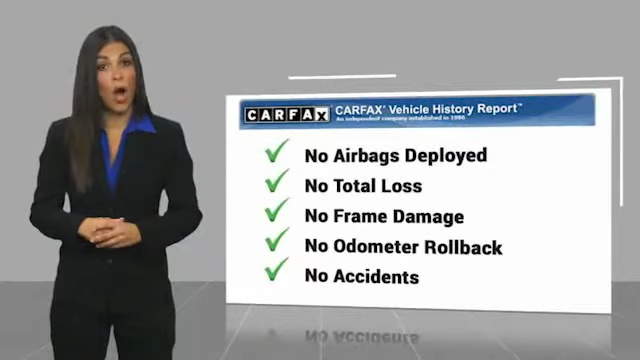 CARFAX CARFAX Vehicle History Report™
An independent company established in 1986
No Airbags Deployed
No Total Loss
No Frame Damage
No Odometer Rollback
No Accidents